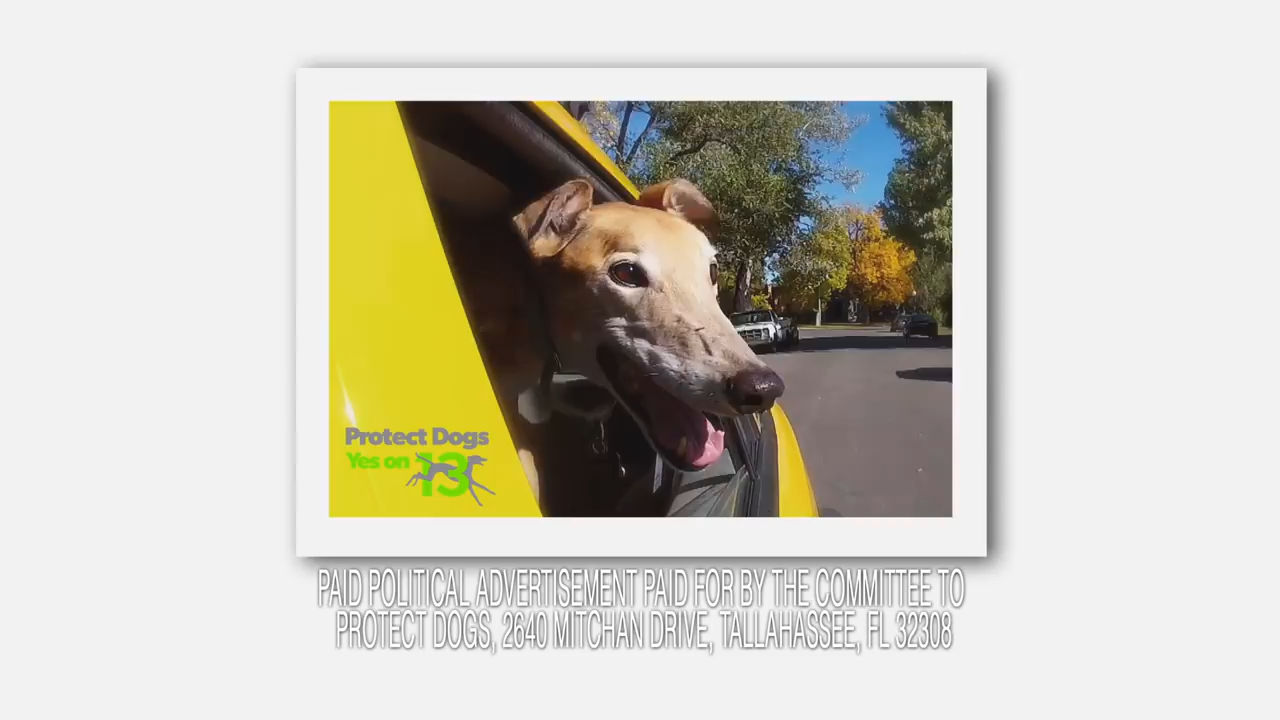 Protect Dogs
Yes on 13
PAID POLITICAL ADVERTISEMENT PAID FOR BY THE COMMITTEE TO
PROTECT DOGS, 2640 MITCHAN DRIVE, TALLAHASSEE, FL 32308